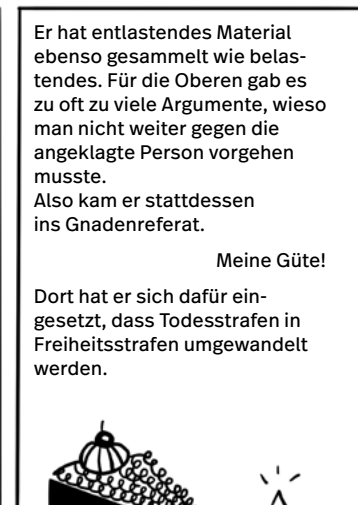 Er hat entlastendes Material
ebenso gesammelt wie belas-
tendes. Für die Oberen gab es
zu oft zu viele Argumente, wieso
man nicht weiter gegen die
angeklagte Person vorgehen
musste.
Also kam er stattdessen
ins Gnadenreferat.
Meine Güte!
Dort hat er sich dafür ein-
gesetzt, dass Todesstrafen in
Freiheitsstrafen umgewandelt
werden.